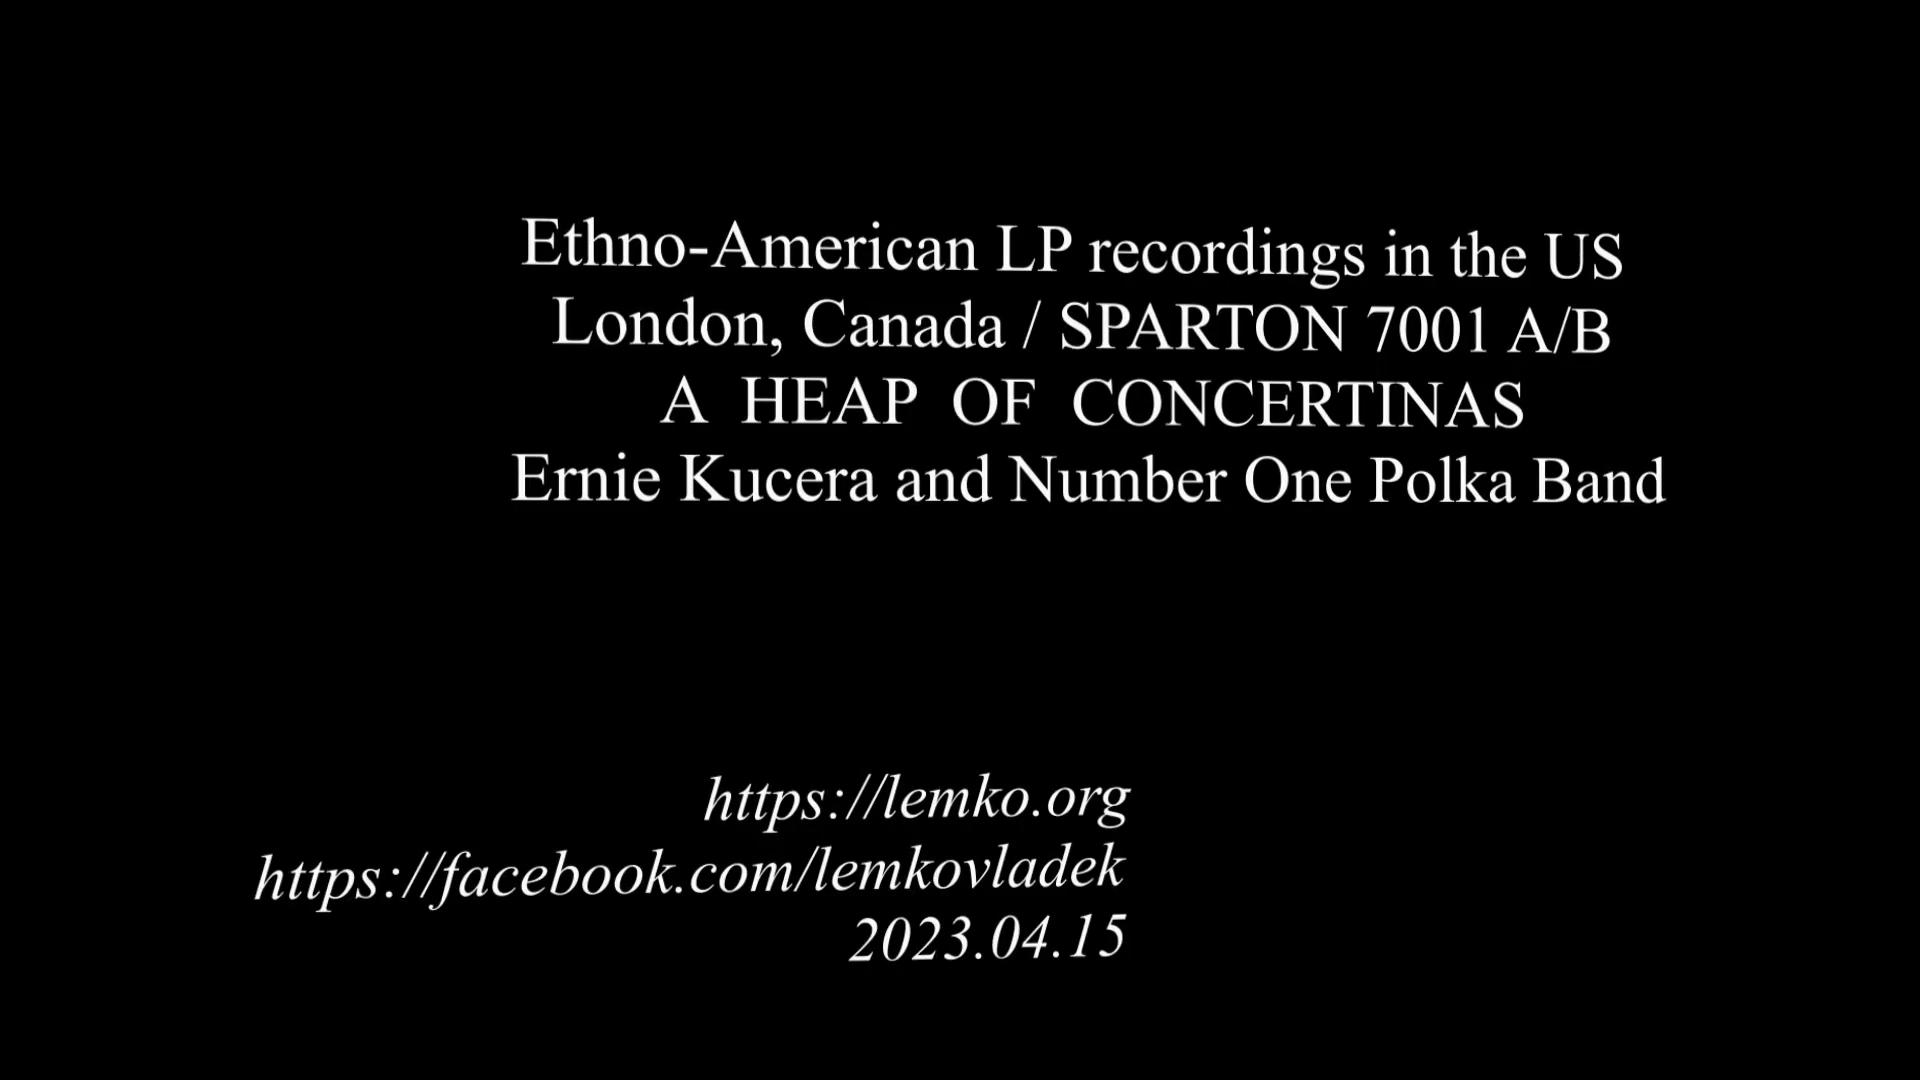 Ethno-American LP recordings in the US
London, Canada / SPARTON 7001 A/B
A HEAP OF CONCERTINAS
Ernie Kucera and Number One Polka Band
https://lemko.org
https://facebook.com/lemkovladek
2023.04.15